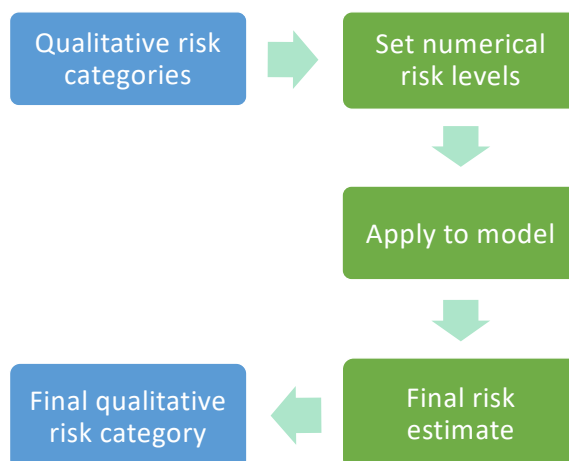 Qualitative risk
categories
Set numerical
risk levels
Apply to model
Final risk
estimate
Final qualitative
risk category